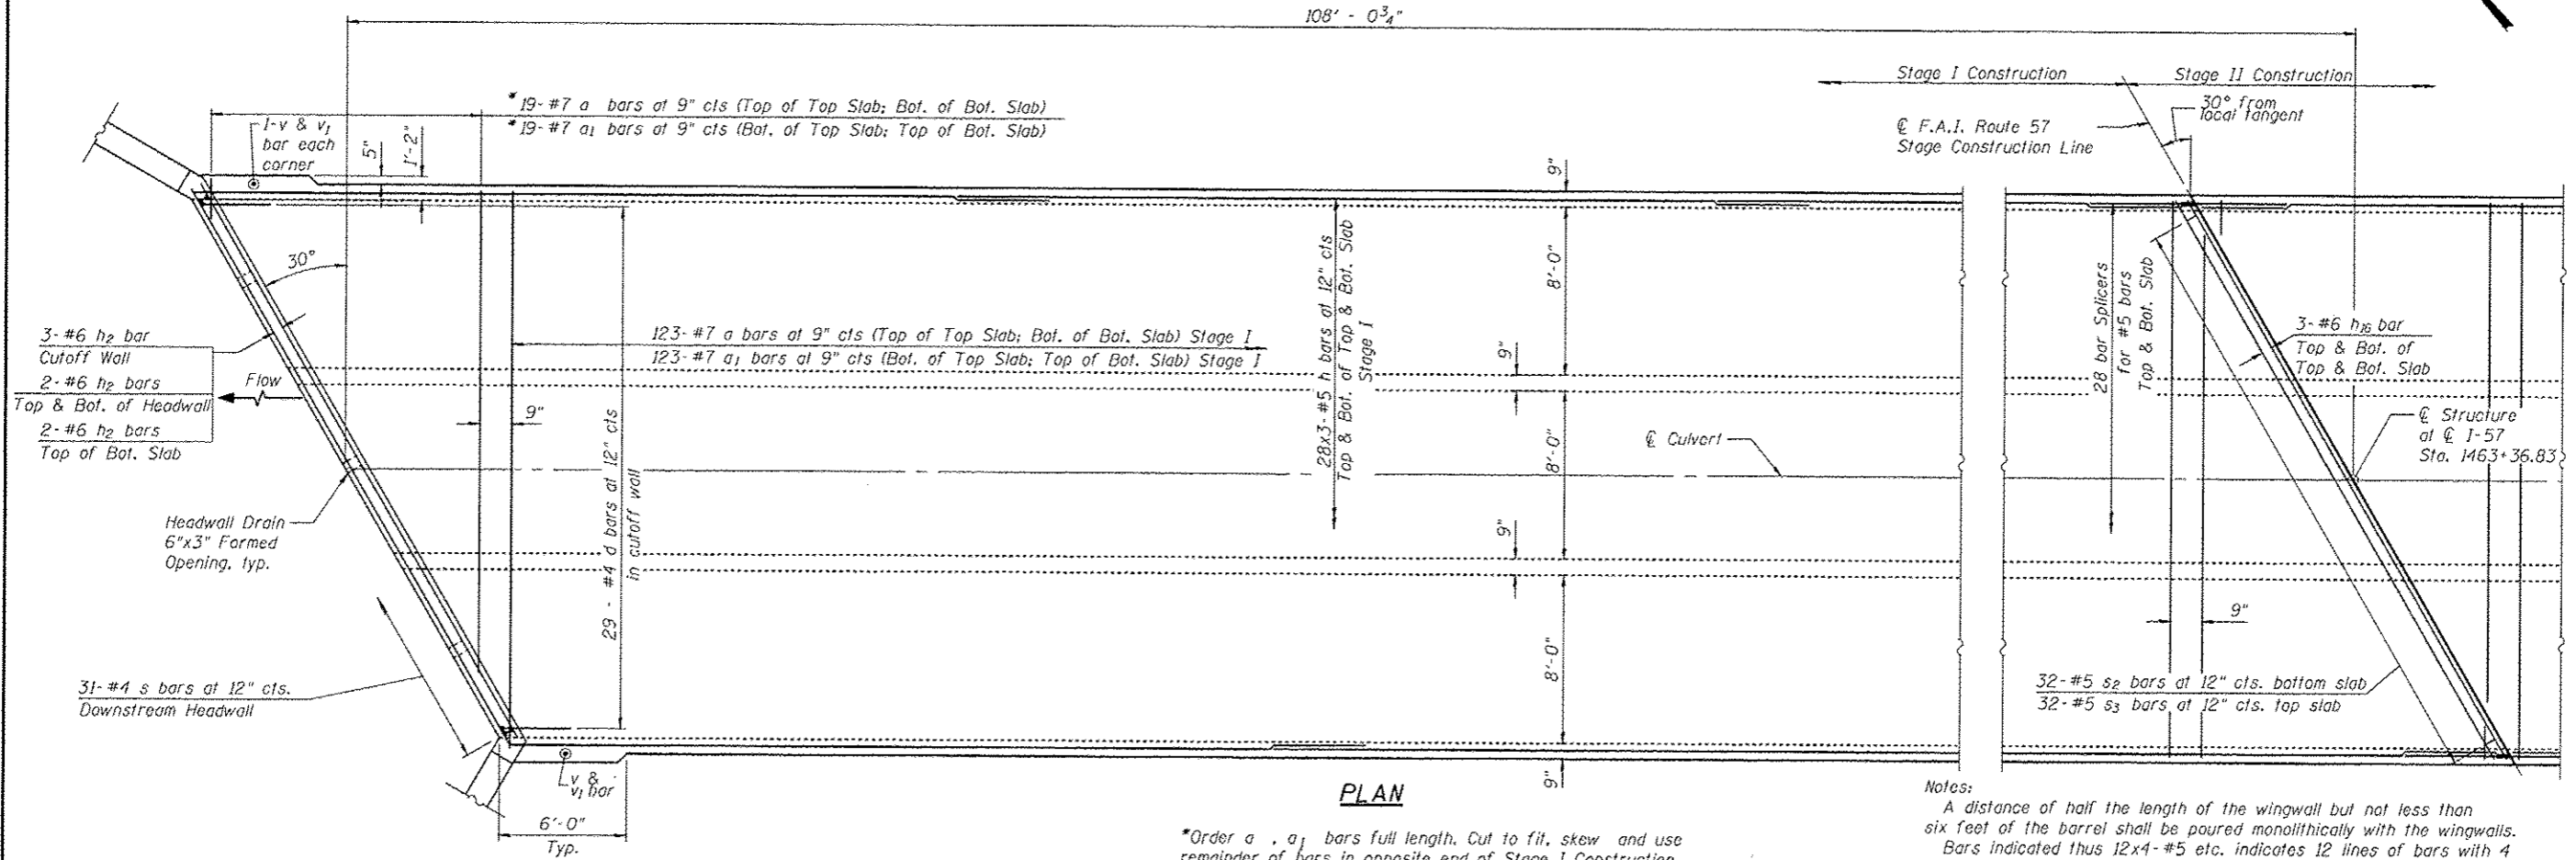 108' - 0¾"
Stage I Construction
Stage II Construction
30° from
local tangent
℄ F.A.I. Route 57
Stage Construction Line
*19-#7 a bars at 9" cts (Top of Top Slab; Bot. of Bot. Slab)
*19-#7 a₁ bars at 9" cts (Bot. of Top Slab; Top of Bot. Slab)
1-v & v₁
bar each
corner
5"
1'-2"
9"
30°
8'-0"
28x3-#5 h bars at 12" cts
Top & Bot. of Top & Bot. Slab
Stage I
28 bar Splicers
for #5 bars
Top & Bot. Slab
3-#6 h₁₆ bar
Top & Bot. of
Top & Bot. Slab
3-#6 h₂ bar
Cutoff Wall
2-#6 h₂ bars
Top & Bot. of Headwall
2-#6 h₂ bars
Top of Bot. Slab
Flow
123-#7 a bars at 9" cts (Top of Top Slab; Bot. of Bot. Slab) Stage I
123-#7 a₁ bars at 9" cts (Bot. of Top Slab; Top of Bot. Slab) Stage I
9"
9"
29 - #4 d bars at 12" cts
in cutoff wall
8'-0"
℄ Culvert
℄ Structure
at ℄ I-57
Sta. 1463+36.83
Headwall Drain
6"x3" Formed
Opening, typ.
9"
8'-0"
9"
31-#4 s bars at 12" cts.
Downstream Headwall
32-#5 s₂ bars at 12" cts. bottom slab
32-#5 s₃ bars at 12" cts. top slab
v &
v₁ bar
9"
6'-0"
Typ.
PLAN
*Order a , a₁ bars full length. Cut to fit, skew and use
remainder of bars in opposite end of Stage I Construction
Notes:
A distance of half the length of the wingwall but not less than
six feet of the barrel shall be poured monolithically with the wingwalls.
Bars indicated thus 12x4-#5 etc. indicates 12 lines of bars with 4